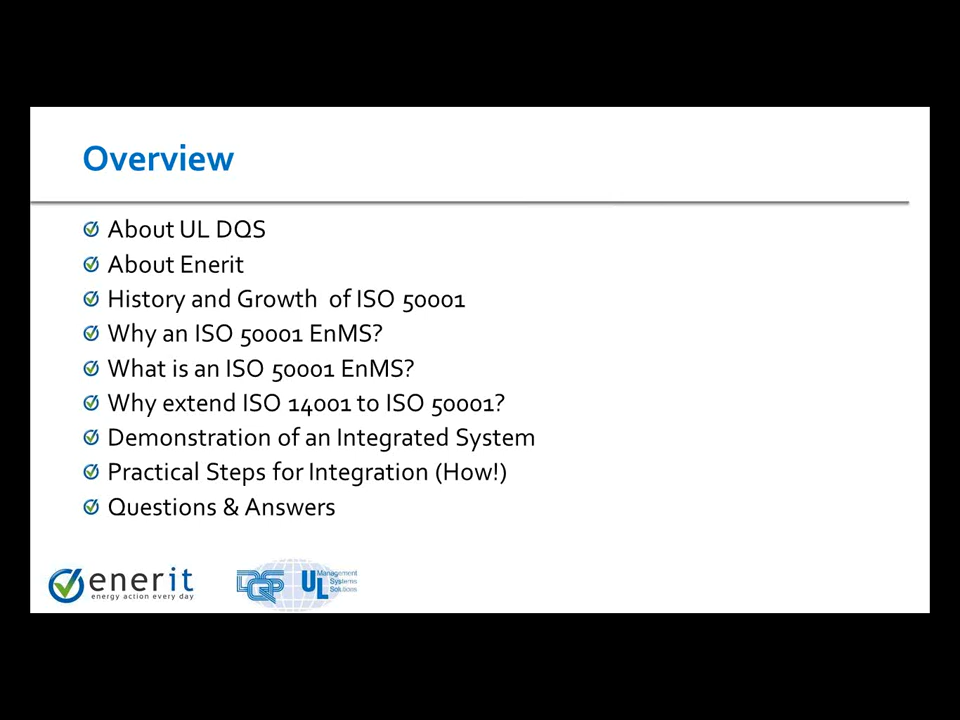 Overview
About UL DQS
About Enerit
History and Growth of ISO 50001
Why an ISO 50001 EnMS?
What is an ISO 50001 EnMS?
Why extend ISO 14001 to ISO 50001?
Demonstration of an Integrated System
Practical Steps for Integration (How!)
Questions & Answers
enerit
energy action every day
DQS
UL
Management
Systems
Solutions